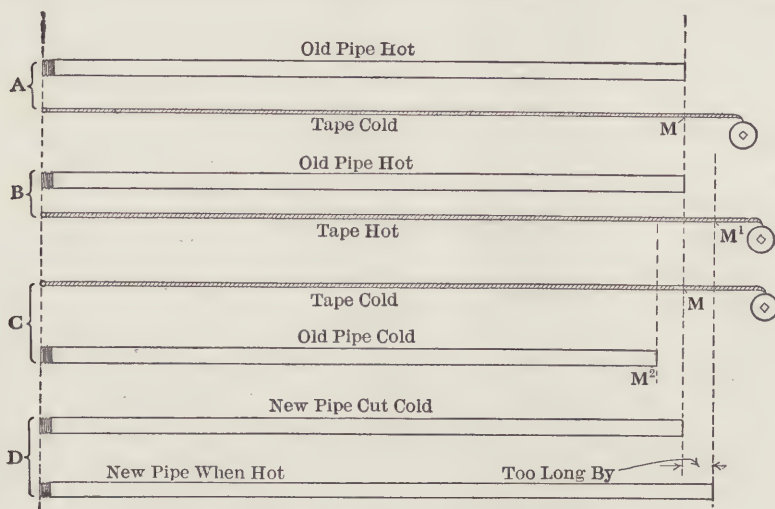 Old Pipe Hot
A
Tape Cold
M
Old Pipe Hot
B
Tape Hot
M¹
Tape Cold
M
C
Old Pipe Cold
M²
New Pipe Cut Cold
D
New Pipe When Hot
Too Long By